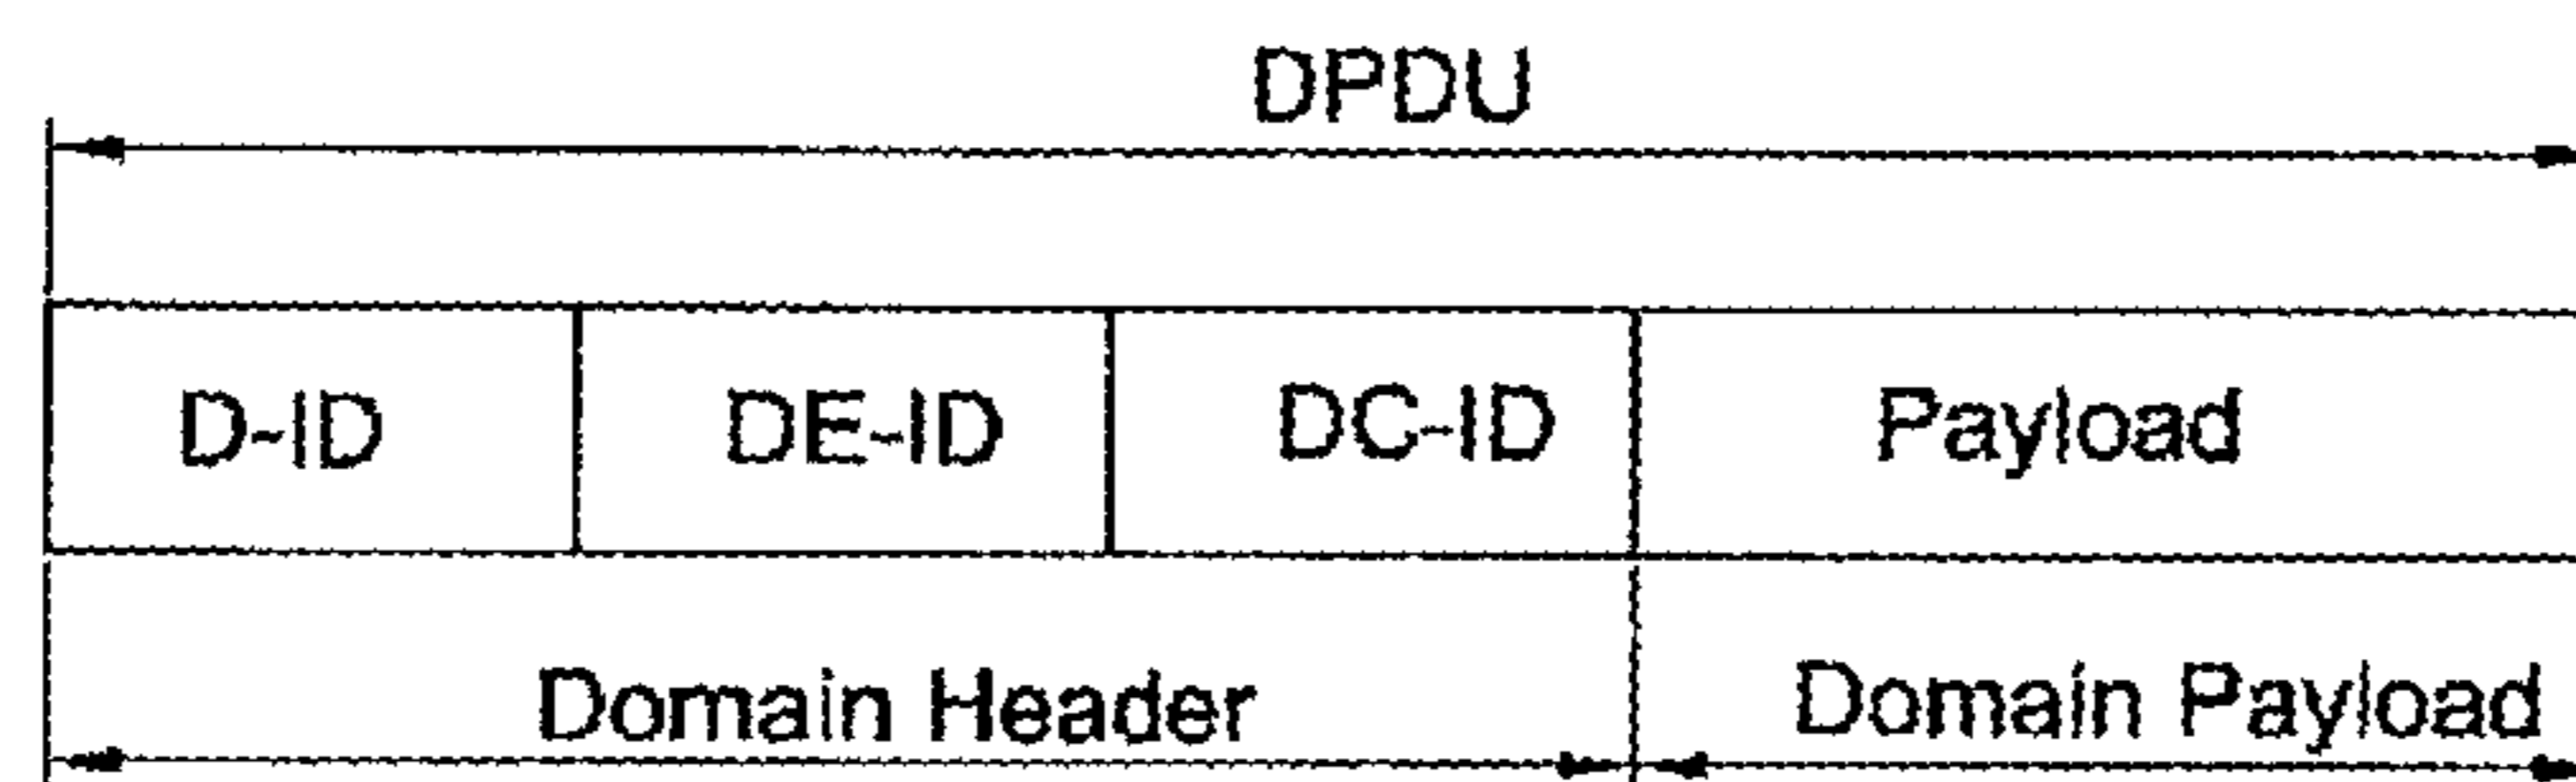 DPDU
D-ID DE-ID DC-ID Payload
Domain Header Domain Payload